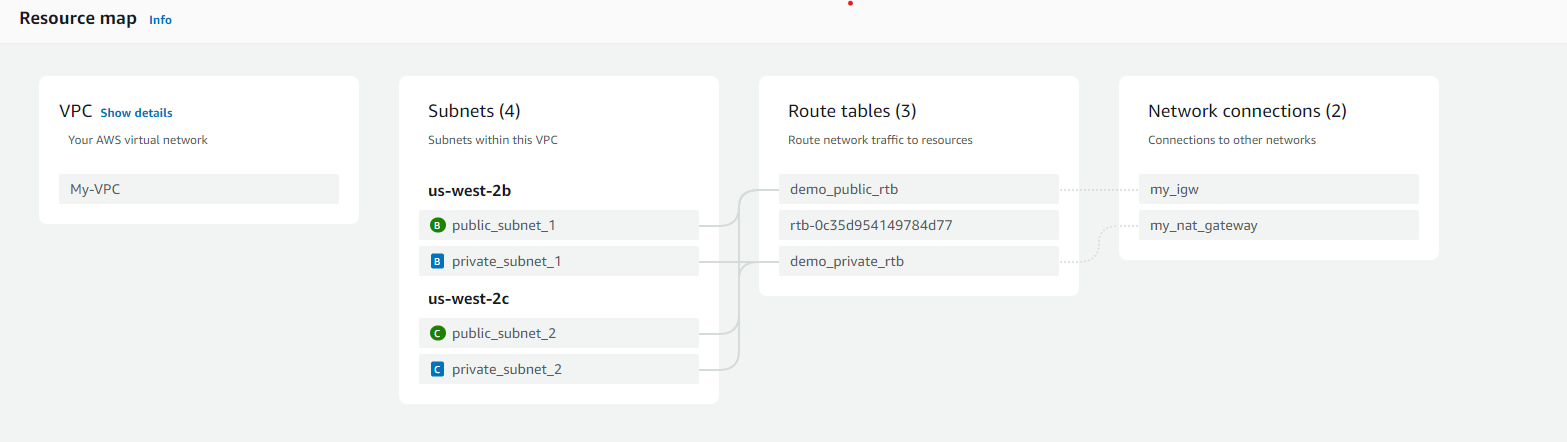 Resource map Info
VPC Show details
Your AWS virtual network
My-VPC
Subnets (4)
Subnets within this VPC
us-west-2b
B public_subnet_1
B private_subnet_1
us-west-2c
C public_subnet_2
C private_subnet_2
Route tables (3)
Route network traffic to resources
demo_public_rtb
rtb-0c35d954149784d77
demo_private_rtb
Network connections (2)
Connections to other networks
my_igw
my_nat_gateway